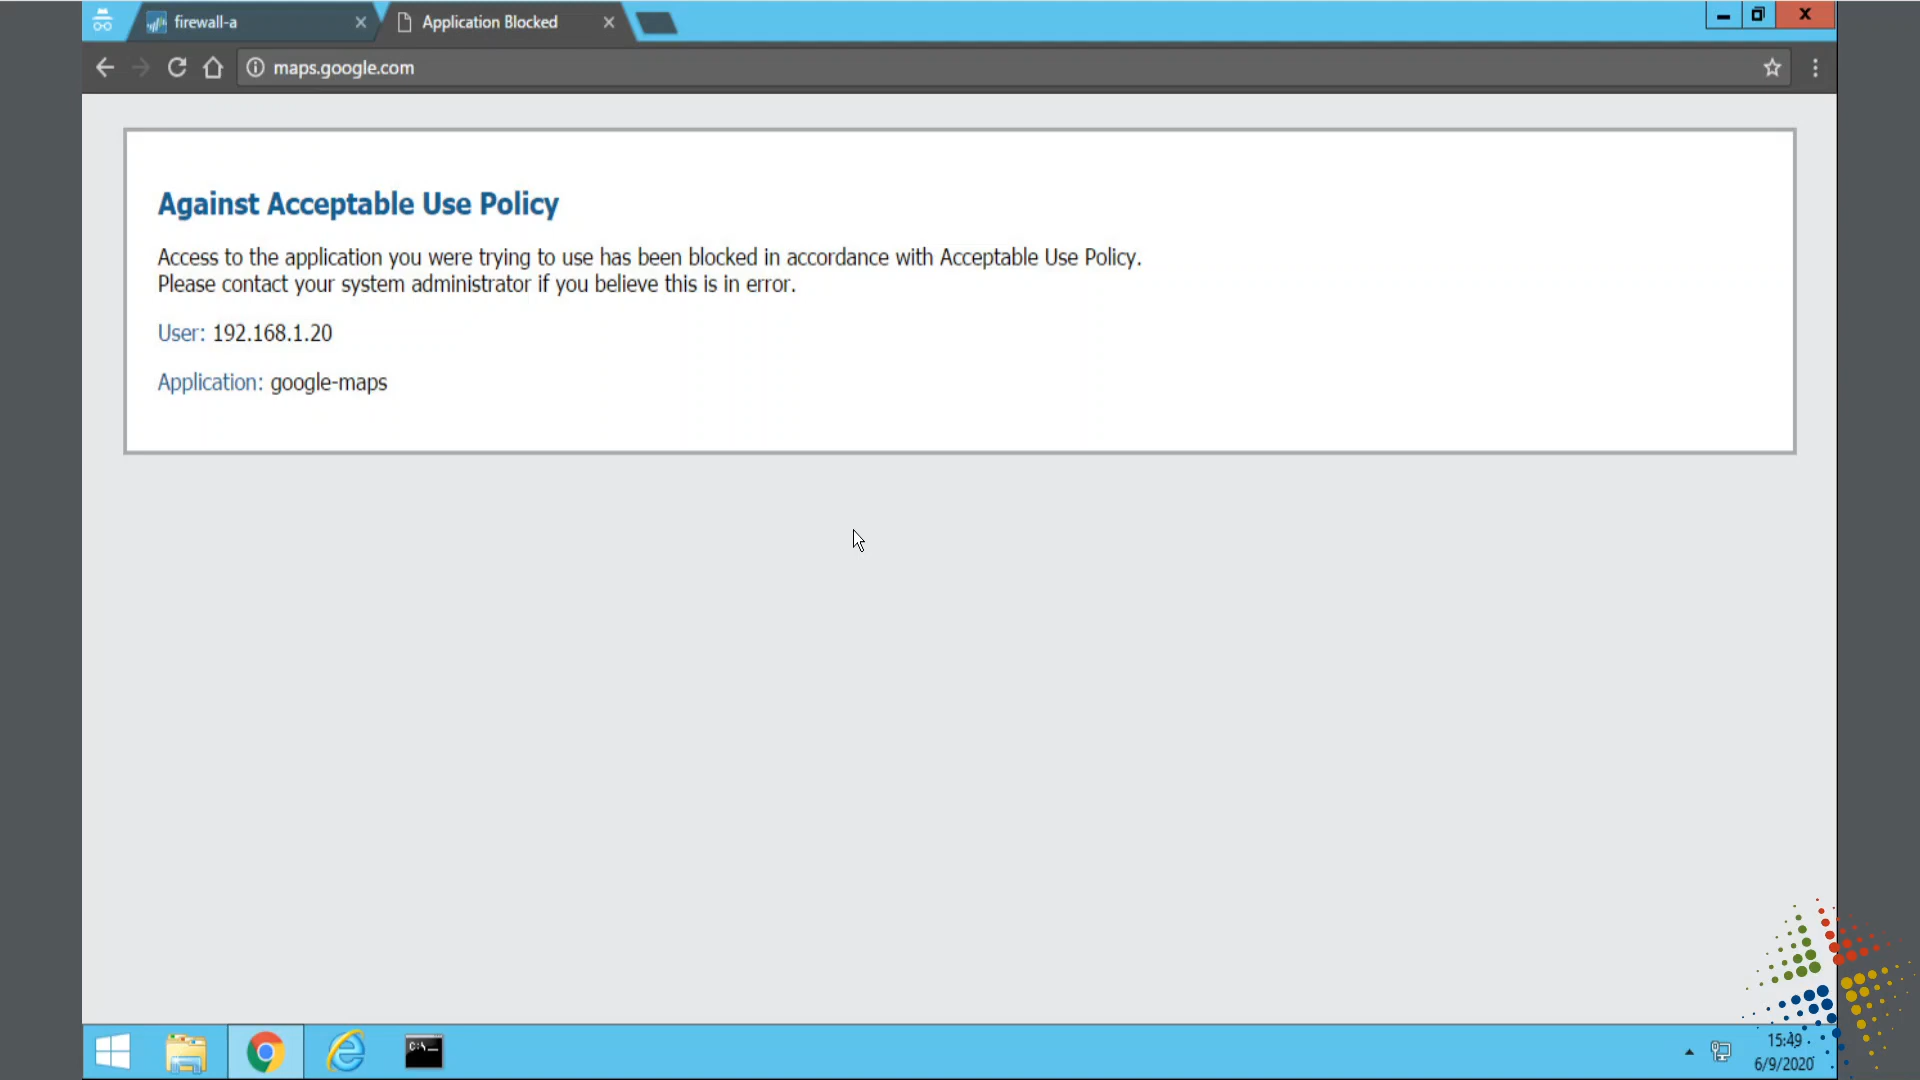 firewall-a
Application Blocked
maps.google.com
Against Acceptable Use Policy
Access to the application you were trying to use has been blocked in accordance with Acceptable Use Policy.
Please contact your system administrator if you believe this is in error.
User: 192.168.1.20
Application: google-maps
C:\_
15:49
6/9/2020